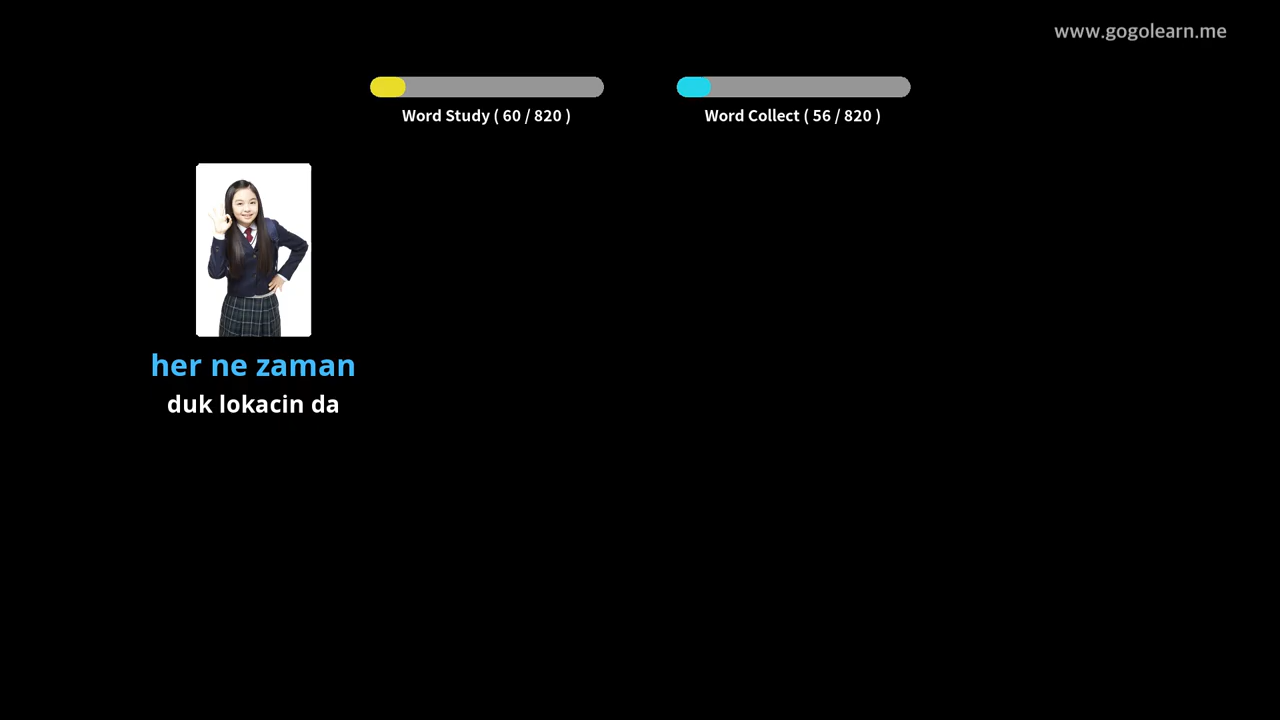 www.gogolearn.me
Word Study ( 60 / 820 )
Word Collect ( 56 / 820 )
her ne zaman
duk lokacin da